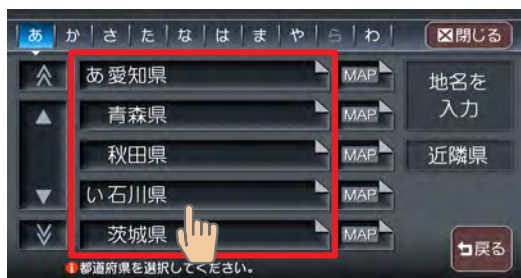 あ か さ た な は ま や ら わ ☒閉じる
あ 愛知県 MAP
青森県 MAP
秋田県 MAP
い 石川県 MAP
茨城県 MAP
地名を
入力
近隣県
戻る
都道府県を選択してください。